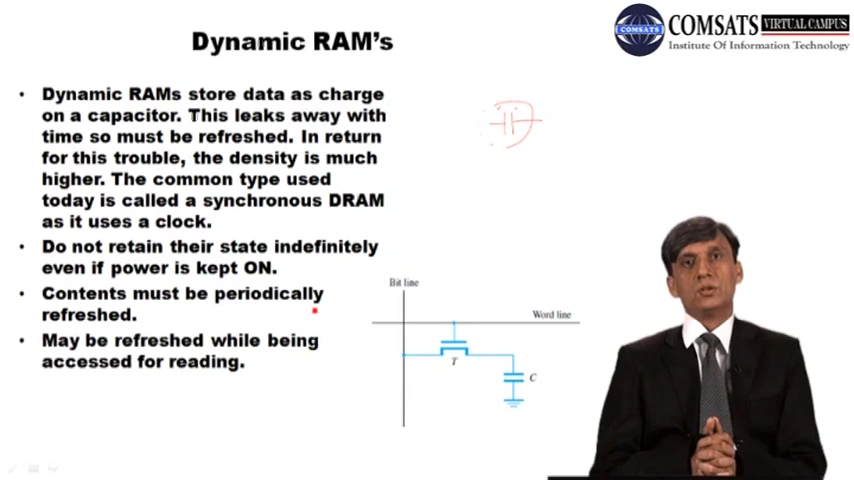 Dynamic RAM's
COMSATS VIRTUAL CAMPUS
COMSATS
Institute Of Information Technology
• Dynamic RAMs store data as charge
on a capacitor. This leaks away with
time so must be refreshed. In return
for this trouble, the density is much
higher. The common type used
today is called a synchronous DRAM
as it uses a clock.
• Do not retain their state indefinitely
even if power is kept ON.
• Contents must be periodically
refreshed.
• May be refreshed while being
accessed for reading.
Bit line
Word line
T
C